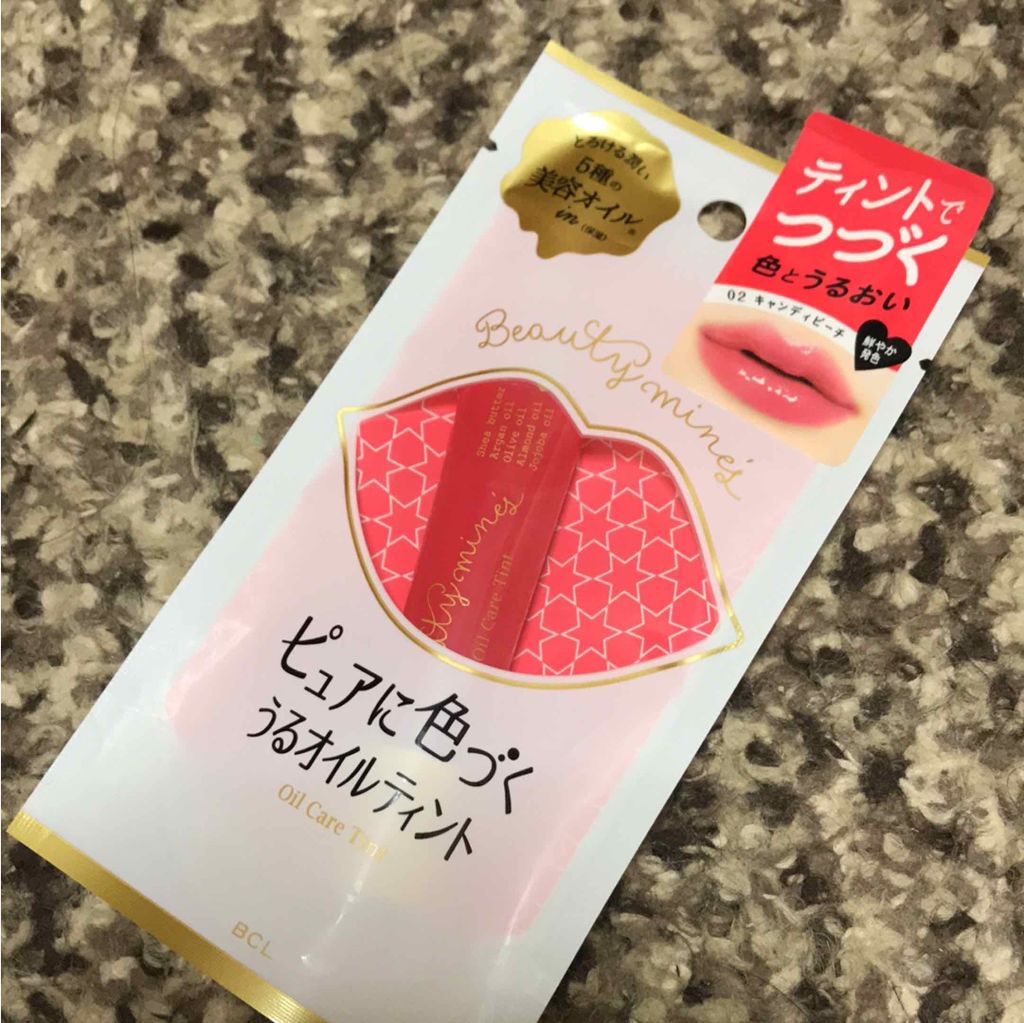 とろける潤い
5種の
美容オイル※
in (保湿)
ティントで
つづく
色とうるおい
02 キャンディピーチ
鮮やか
発色
Beauty mine's
Shea butter
Argan oil
Olive oil
Almond oil
Jojoba oil
uty mine's
Oil Care Tint
ピュアに色づく
うるオイルティント
Oil Care Tint
BCL